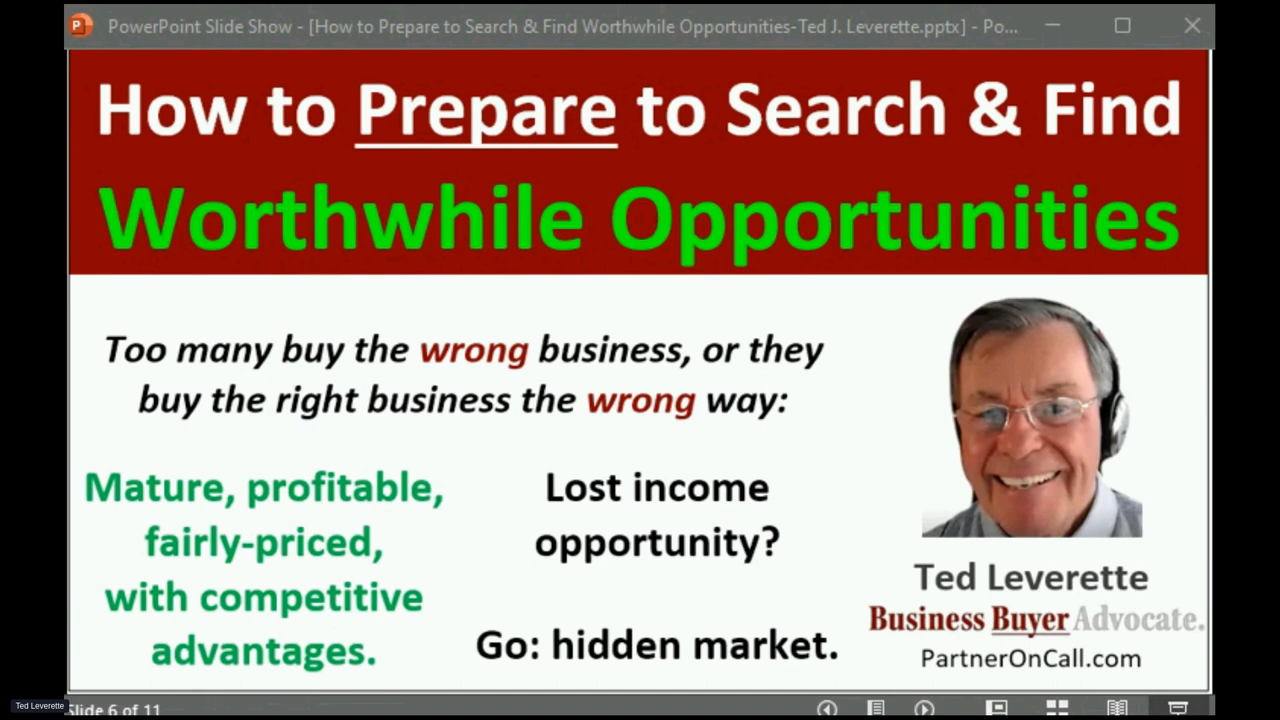 PowerPoint Slide Show - [How to Prepare to Search & Find Worthwhile Opportunities-Ted J. Leverette.pptx] - Po...
How to Prepare to Search & Find
Worthwhile Opportunities
Too many buy the wrong business, or they
buy the right business the wrong way:
Mature, profitable,
fairly-priced,
with competitive
advantages.
Lost income
opportunity?
Go: hidden market.
Ted Leverette
Business Buyer Advocate.
PartnerOnCall.com
Ted Leverette
Slide 6 of 11